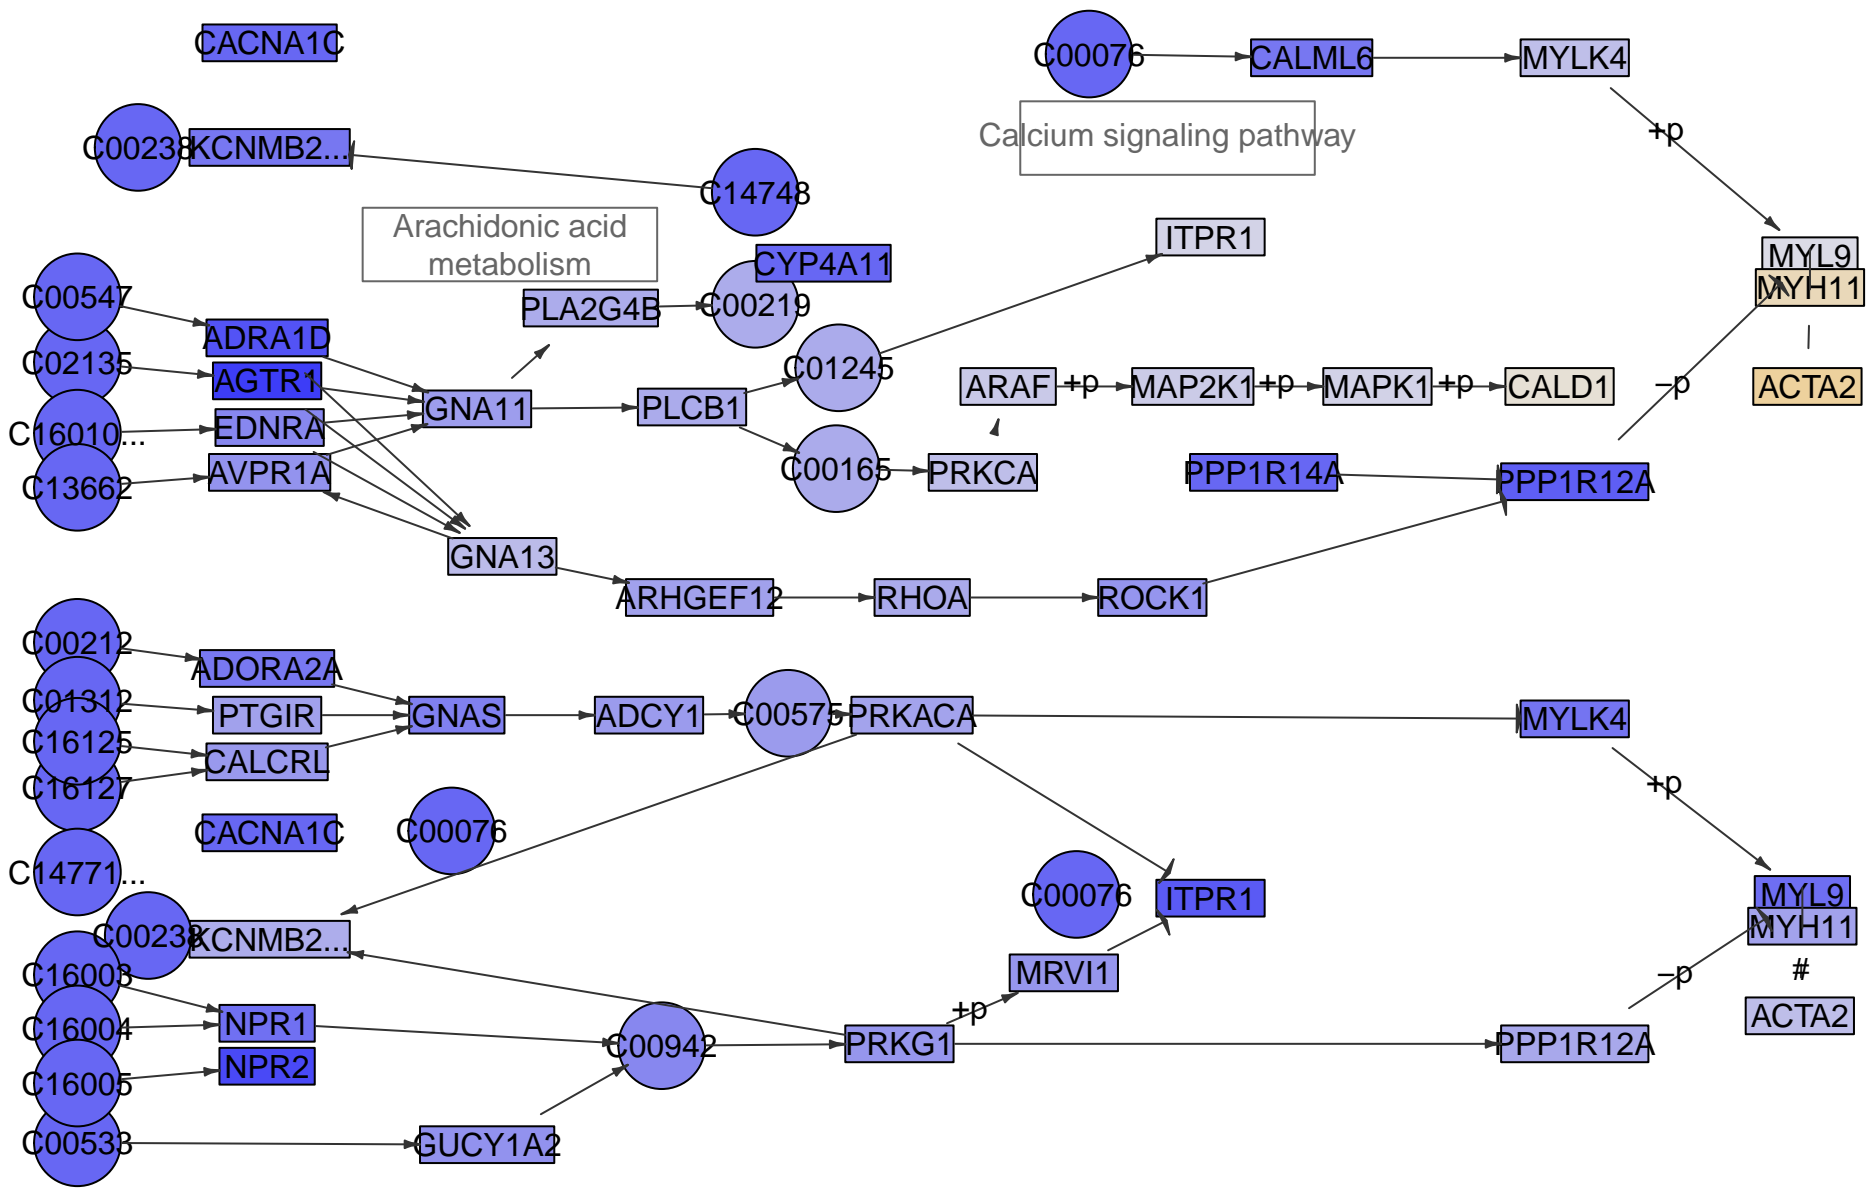 CACNA1C
C00076
CALML6
MYLK4
+p
C00238
KCNMB2...
Calcium signaling pathway
C14748
Arachidonic acid
metabolism
ITPR1
CYP4A11
MYL9
MYH11
C00547
PLA2G4B
C00219
ADRA1D
C02135
AGTR1
C01245
ARAF
+p
MAP2K1
+p
MAPK1
+p
CALD1
–p
ACTA2
GNA11
PLCB1
C16010...
EDNRA
C13662
AVPR1A
C00165
PRKCA
PPP1R14A
PPP1R12A
GNA13
ARHGEF12
RHOA
ROCK1
C00212
ADORA2A
C01312
PTGIR
GNAS
ADCY1
C00575
PRKACA
MYLK4
C16125
CALCRL
C16127
+p
CACNA1C
C00076
C14771...
C00076
ITPR1
MYL9
MYH11
C00238
KCNMB2...
C16003
MRVI1
–p
#
+p
C16004
NPR1
ACTA2
C00942
PRKG1
PPP1R12A
C16005
NPR2
C00533
GUCY1A2